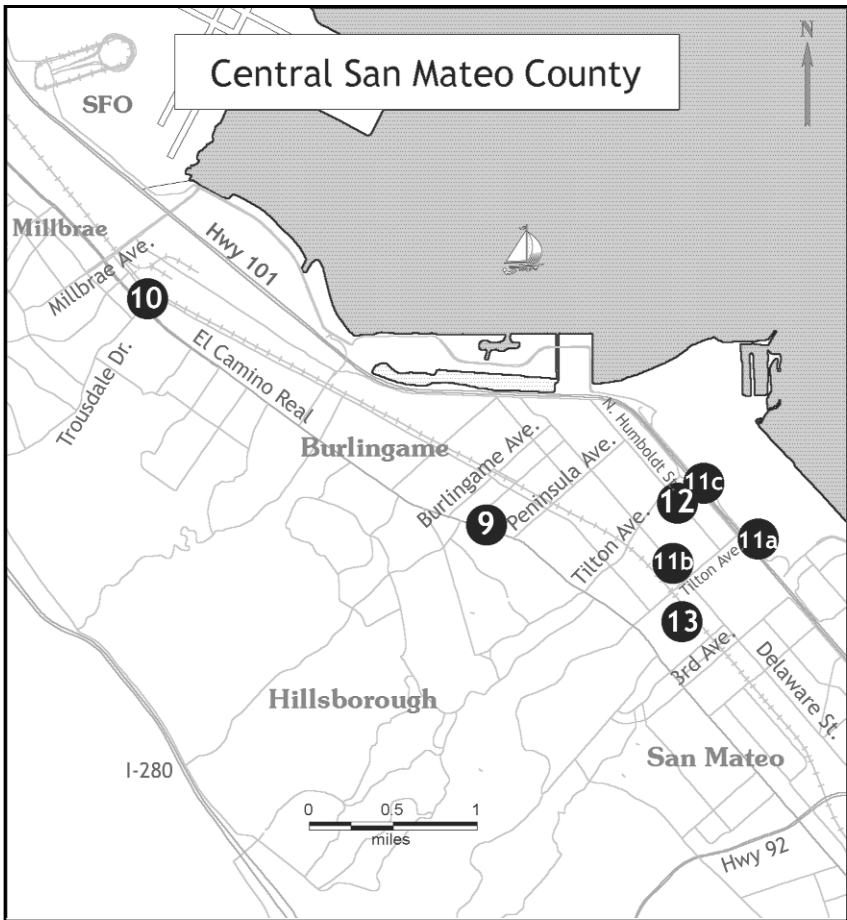 Central San Mateo County
N
SFO
Millbrae
Millbrae Ave.
Hwy 101
10
Trousdale Dr.
El Camino Real
Burlingame
Burlingame Ave.
Peninsula Ave.
N. Humboldt St.
9
11c
12
Tilton Ave.
11a
11b
Tilton Ave
13
3rd Ave.
Delaware St.
Hillsborough
San Mateo
I-280
0 0.5 1
miles
Hwy 92